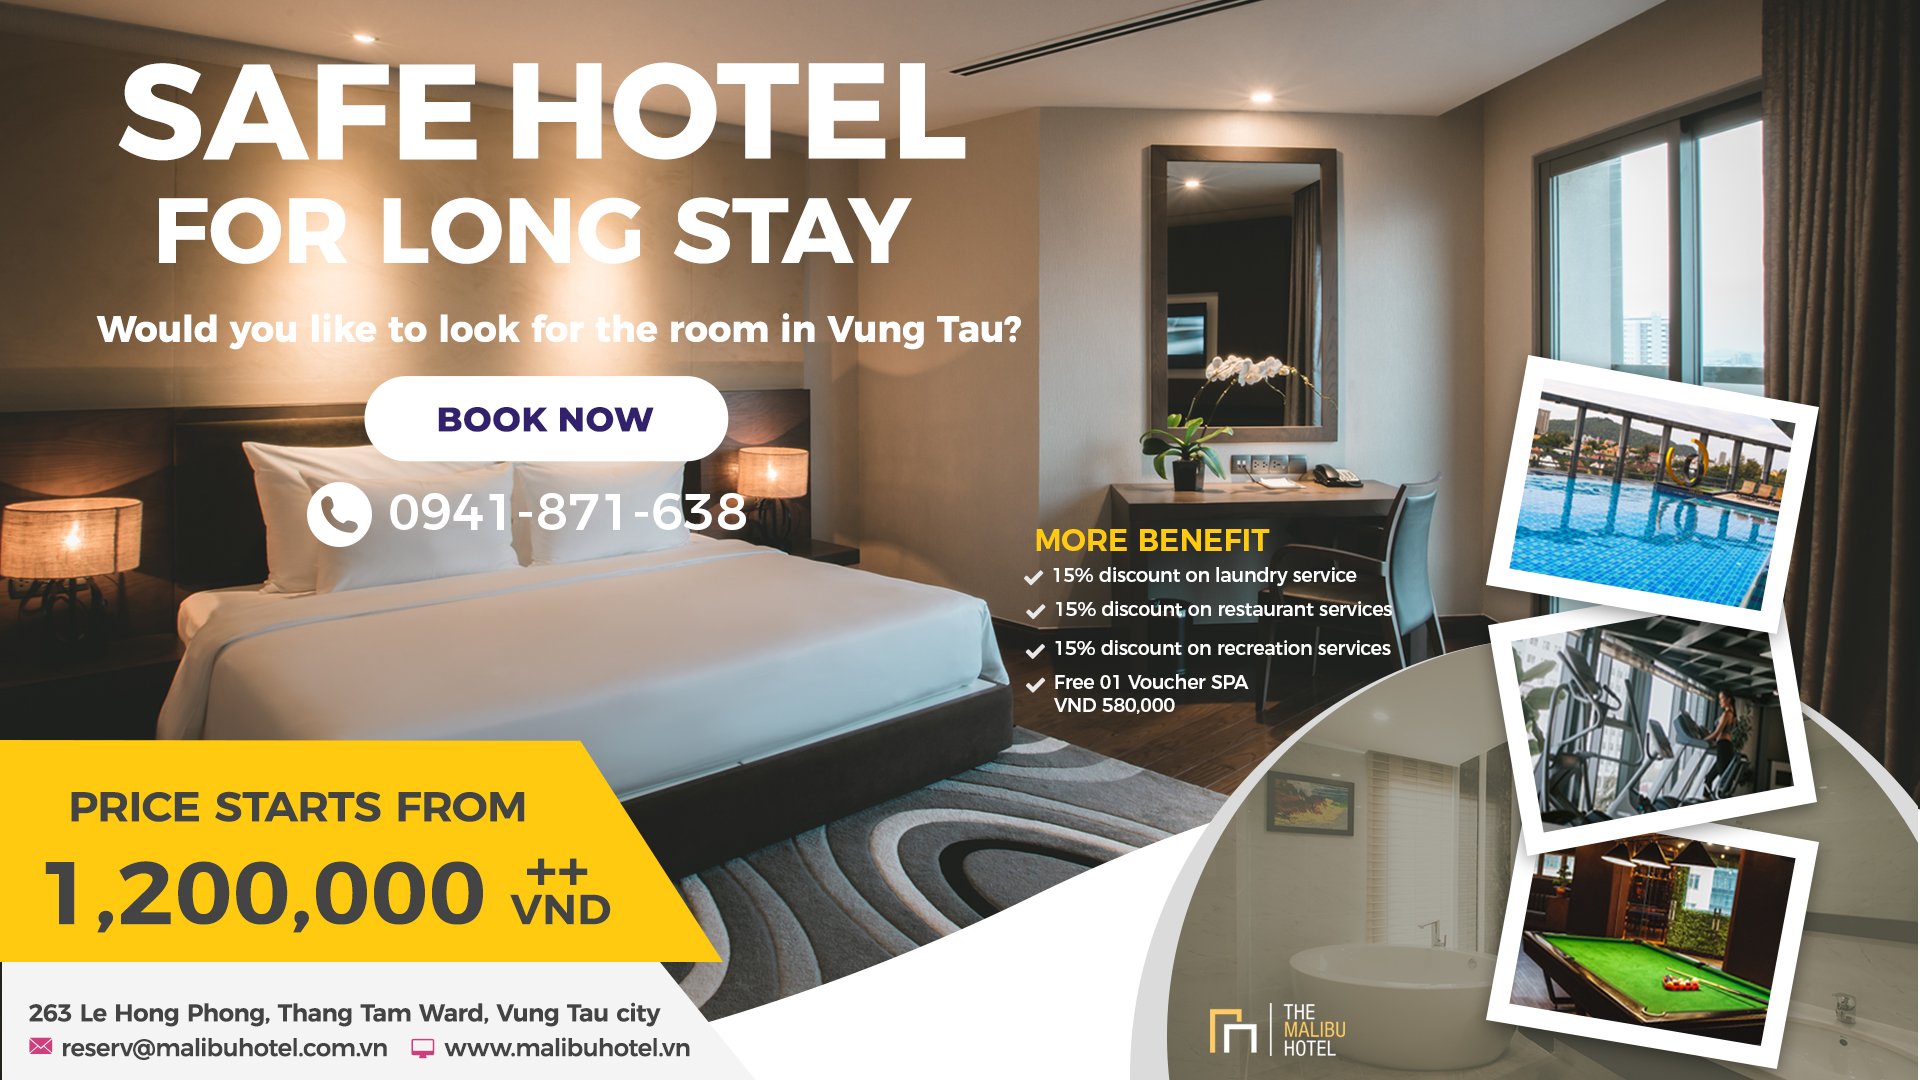 SAFE HOTEL
FOR LONG STAY
Would you like to look for the room in Vung Tau?
BOOK NOW
0941-871-638
MORE BENEFIT
15% discount on laundry service
15% discount on restaurant services
15% discount on recreation services
Free 01 Voucher SPA
VND 580,000
PRICE STARTS FROM
1,200,000 ++ VND
263 Le Hong Phong, Thang Tam Ward, Vung Tau city
reserv@malibuhotel.com.vn www.malibuhotel.vn
THE
MALIBU
HOTEL